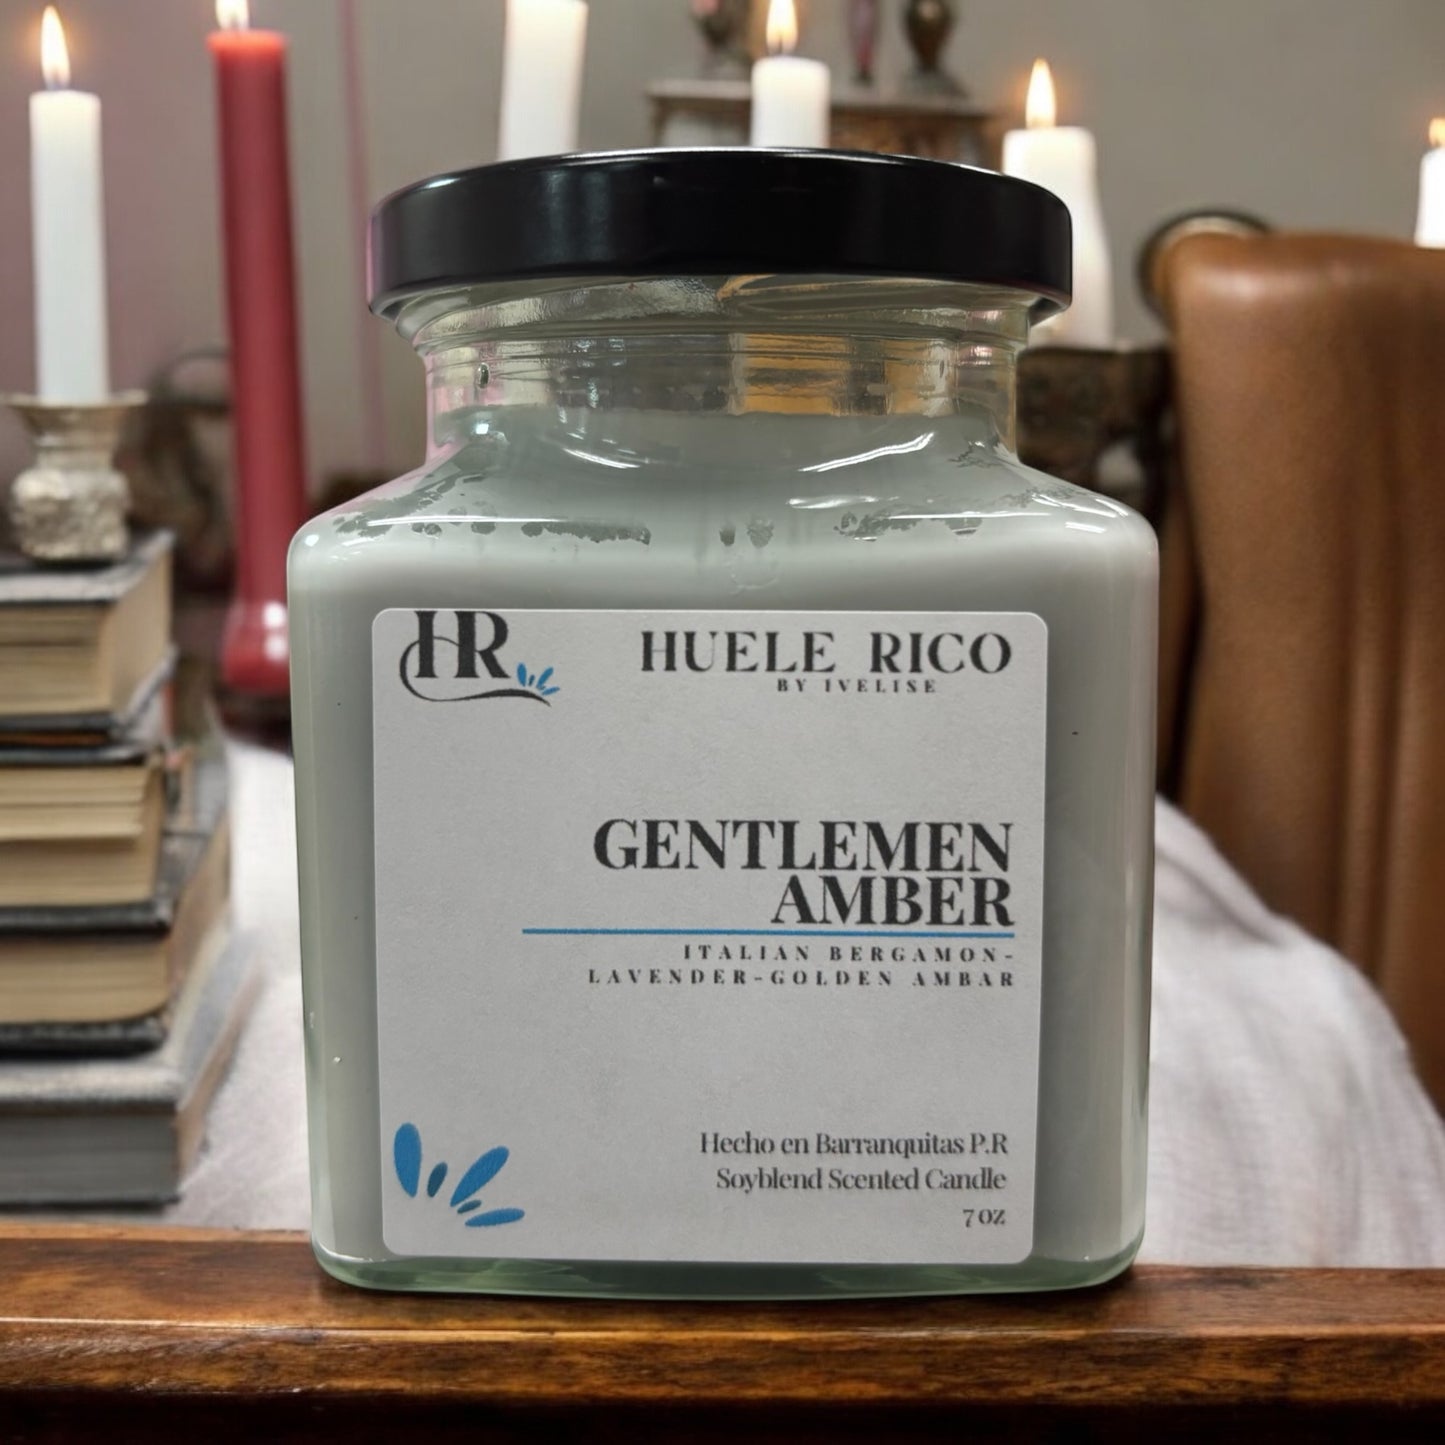 HR
HUELE RICO
BY IVELISE
GENTLEMEN
AMBER
ITALIAN BERGAMON-
LAVENDER-GOLDEN AMBAR
Hecho en Barranquitas P.R
Soyblend Scented Candle
7 OZ